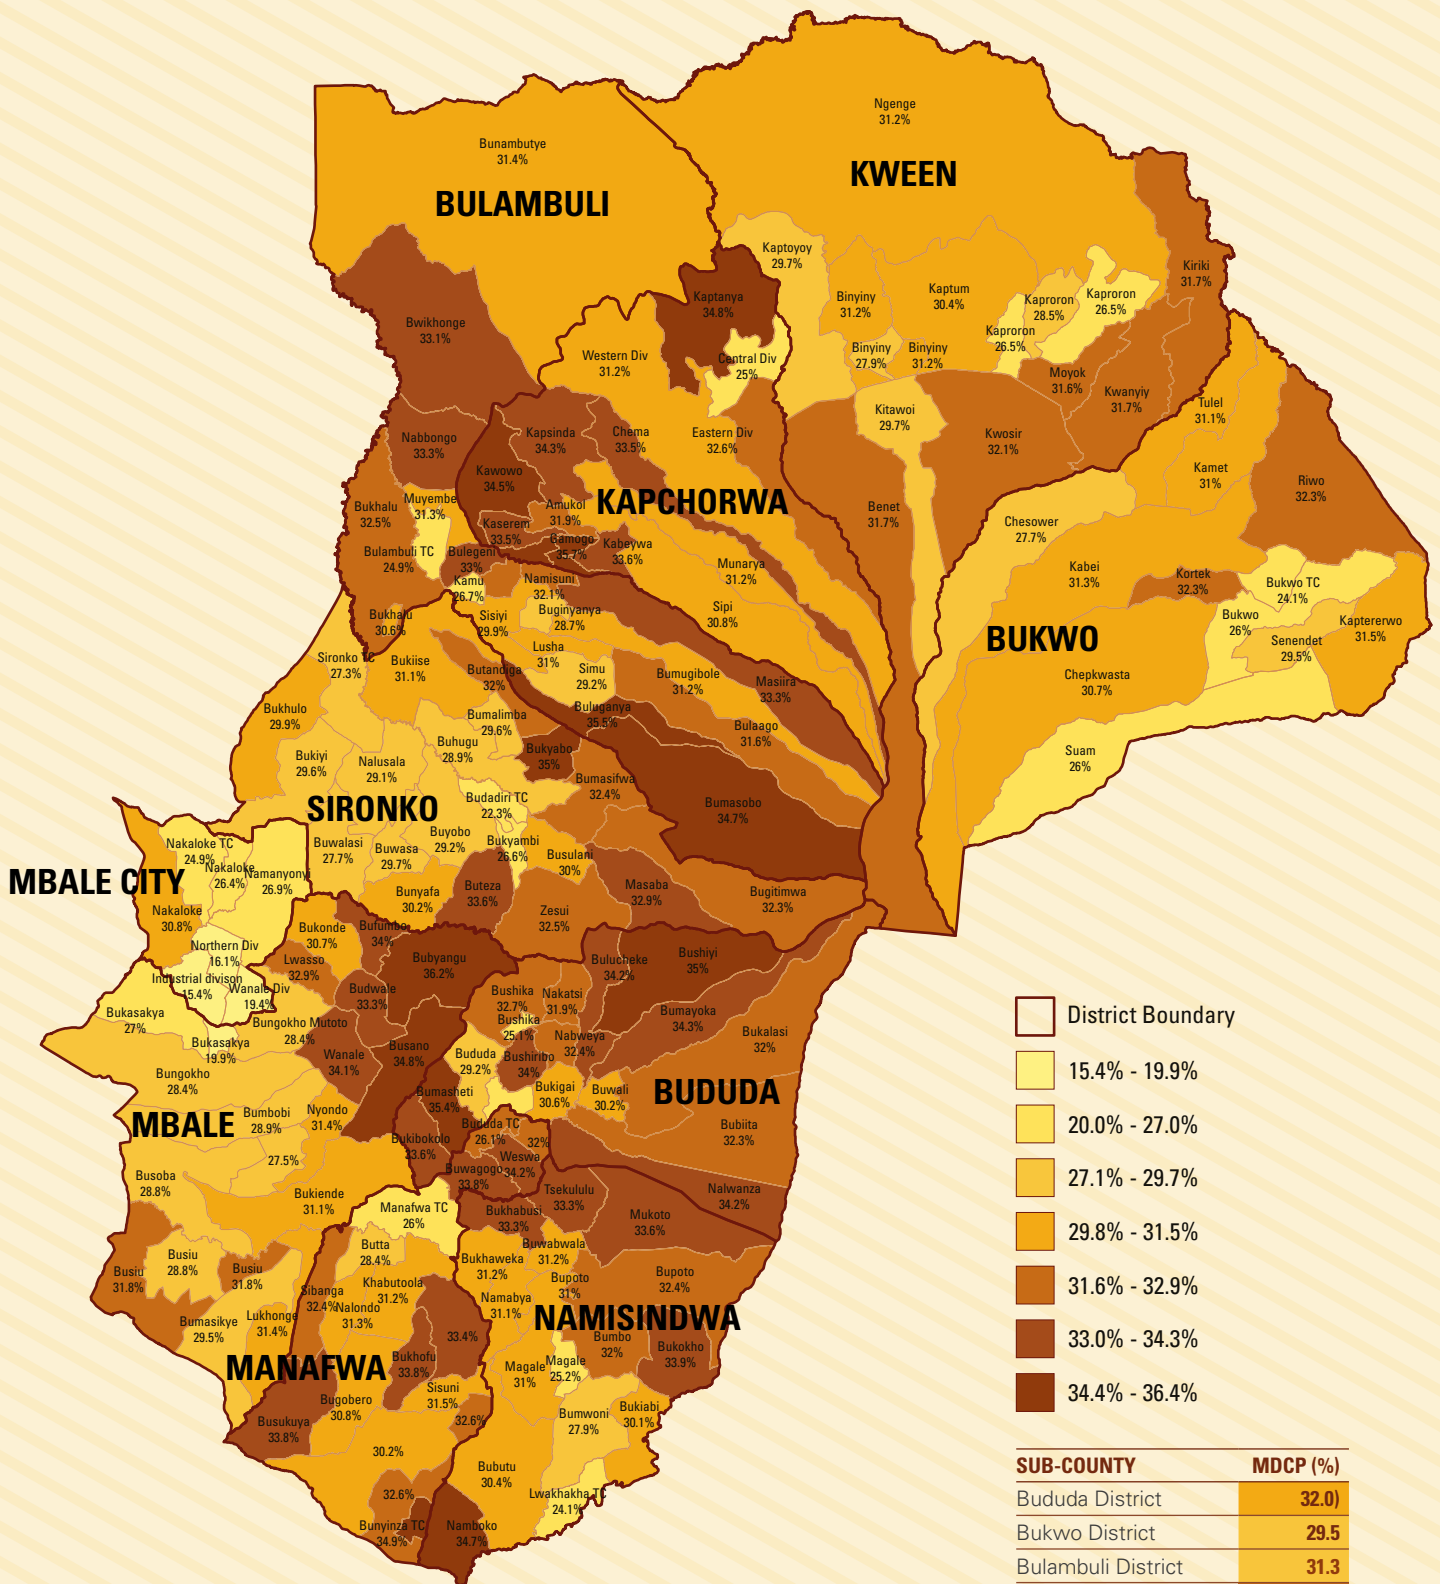 Ngenge
31.2%
KWEEN
Bunambutye
31.4%
BULAMBULI
Kaptoyoy
29.7%
Kiriki
31.7%
Kaptanya
34.8%
Binyiny
31.2%
Kaptum
30.4%
Kaproron
28.5%
Kaproron
26.5%
Kaproron
26.5%
Bwikhonge
33.1%
Western Div
31.2%
Central Div
25%
Binyiny
27.9%
Binyiny
31.2%
Moyok
31.6%
Kwanyiy
31.7%
Tulel
31.1%
Kitawoi
29.7%
Kwosir
32.1%
Nabbongo
33.3%
Kapsinda
34.3%
Chema
33.5%
Eastern Div
32.6%
Kawowo
34.5%
Kamet
31%
Riwo
32.3%
KAPCHORWA
Bukhalu
32.5%
Muyembe
31.3%
Amukol
31.9%
Benet
31.7%
Chesower
27.7%
Kaserem
33.5%
Gamogo
35.7%
Kabeywa
33.6%
Bulambuli TC
24.9%
Bulegeni
33%
Munarya
31.2%
Kabei
31.3%
Kortek
32.3%
Bukwo TC
24.1%
Kamu
26.7%
Namisuni
32.1%
Sipi
30.8%
BUKWO
Bukwo
26%
Kaptererwo
31.5%
Senendet
29.5%
Bukhalu
30.6%
Sisiyi
29.9%
Buginyanya
28.7%
Sironko TC
27.3%
Bukiise
31.1%
Lusha
31%
Simu
29.2%
Butandiga
32%
Bumugibole
31.2%
Masiira
33.3%
Chepkwasta
30.7%
Bukhulo
29.9%
Bumalimba
29.6%
Buluganya
35.5%
Bulaago
31.6%
Suam
26%
Bukiyi
29.6%
Nalusala
29.1%
Buhugu
28.9%
Bukyabo
35%
Bumasifwa
32.4%
SIRONKO
Budadiri TC
22.3%
Bumasobo
34.7%
Nakaloke TC
24.9%
Buwalasi
27.7%
Buwasa
29.7%
Buyobo
29.2%
Bukyambi
26.6%
Busulani
30%
MBALE CITY
Nakaloke
26.4%
Namanyonyi
26.9%
Bunyafa
30.2%
Buteza
33.6%
Masaba
32.9%
Bugitimwa
32.3%
Nakaloke
30.8%
Zesui
32.5%
Bukonde
30.7%
Bufumbo
34%
Northern Div
16.1%
Lwasso
32.9%
Bubyangu
36.2%
Bulucheke
34.2%
Bushiyi
35%
Industrial divison
15.4%
Wanale Div
19.4%
Budwale
33.3%
Bushika
32.7%
Nakatsi
31.9%
Bukasakya
27%
Bushika
25.1%
Bumayoka
34.3%
Bukalasi
32%
Bungokho Mutoto
28.4%
Bukasakya
19.9%
Wanale
34.1%
Busano
34.8%
Nabweya
32.4%
Bududa
29.2%
Bushiribo
34%
Bungokho
28.4%
Bumasheti
35.4%
Bukigai
30.6%
Buwali
30.2%
BUDUDA
MBALE
Bumbobi
28.9%
Nyondo
31.4%
Bududa TC
26.1%
32%
Bubiita
32.3%
27.5%
Bukibokolo
33.6%
Weswa
34.2%
Buwagogo
33.8%
Busoba
28.8%
Bukiende
31.1%
Tsekululu
33.3%
Nalwanza
34.2%
Manafwa TC
26%
Bukhabusi
33.3%
Mukoto
33.6%
Butta
28.4%
Buwabwala
31.2%
Busiu
28.8%
Busiu
31.8%
Busiu
31.8%
Bukhaweka
31.2%
Bupoto
31%
Bupoto
32.4%
Sibanga
32.4%
Khabutoola
31.2%
Nalondo
31.3%
Namabya
31.1%
NAMISINDWA
Bumasikye
29.5%
Lukhonge
31.4%
33.4%
Bumbo
32%
Bukokho
33.9%
MANAFWA
Bukhofu
33.8%
Magale
31%
Magale
25.2%
Bugobero
30.8%
Sisuni
31.5%
Busukuya
33.8%
32.6%
Bumwoni
27.9%
Bukiabi
30.1%
30.2%
Bubutu
30.4%
32.6%
Lwakhakha TC
24.1%
Bunyinza TC
34.9%
Namboko
34.7%
District Boundary
15.4% - 19.9%
20.0% - 27.0%
27.1% - 29.7%
29.8% - 31.5%
31.6% - 32.9%
33.0% - 34.3%
34.4% - 36.4%
SUB-COUNTY MDCP (%)
Bududa District 32.0)
Bukwo District 29.5
Bulambuli District 31.3